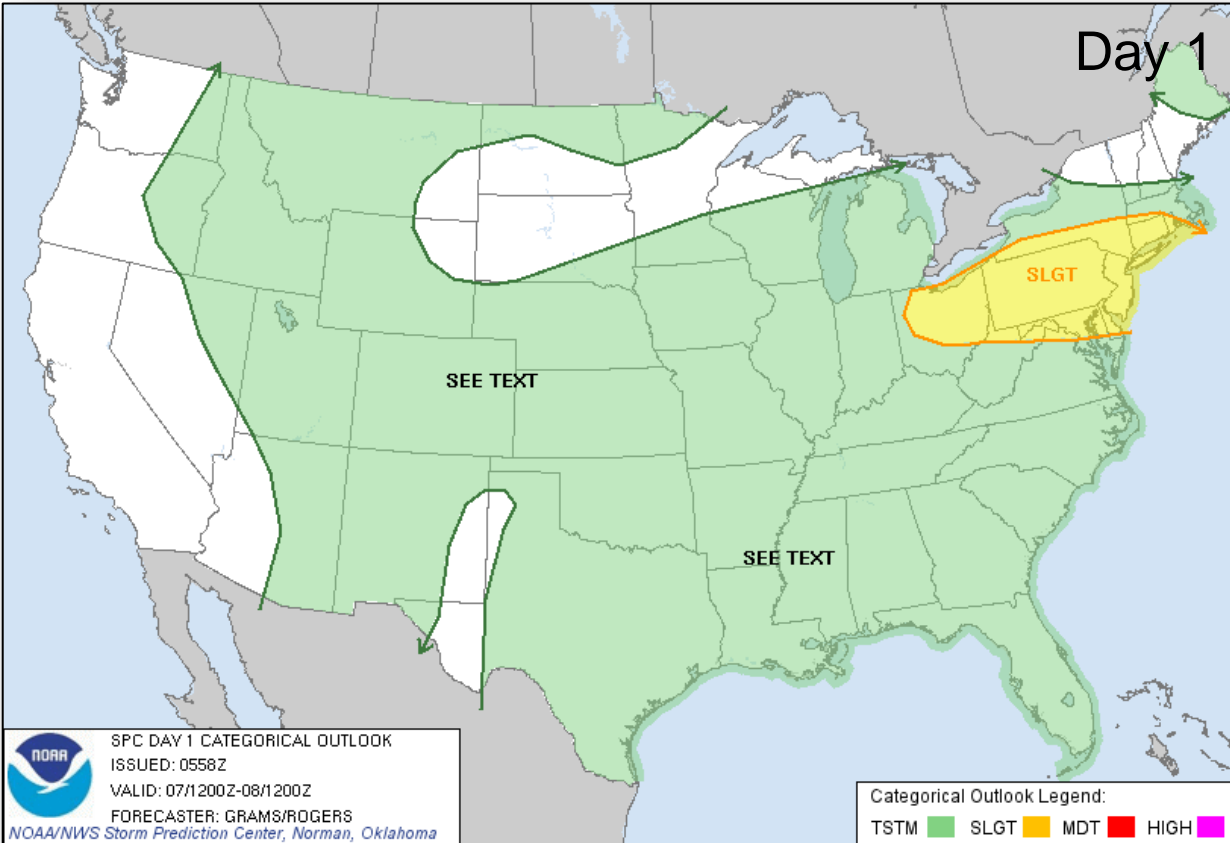 Day 1
SLGT
SEE TEXT
SEE TEXT
NOAA
SPC DAY 1 CATEGORICAL OUTLOOK
ISSUED: 0558Z
VALID: 07/1200Z-08/1200Z
FORECASTER: GRAMS/ROGERS
NOAA/NWS Storm Prediction Center, Norman, Oklahoma
Categorical Outlook Legend:
TSTM SLGT MDT HIGH